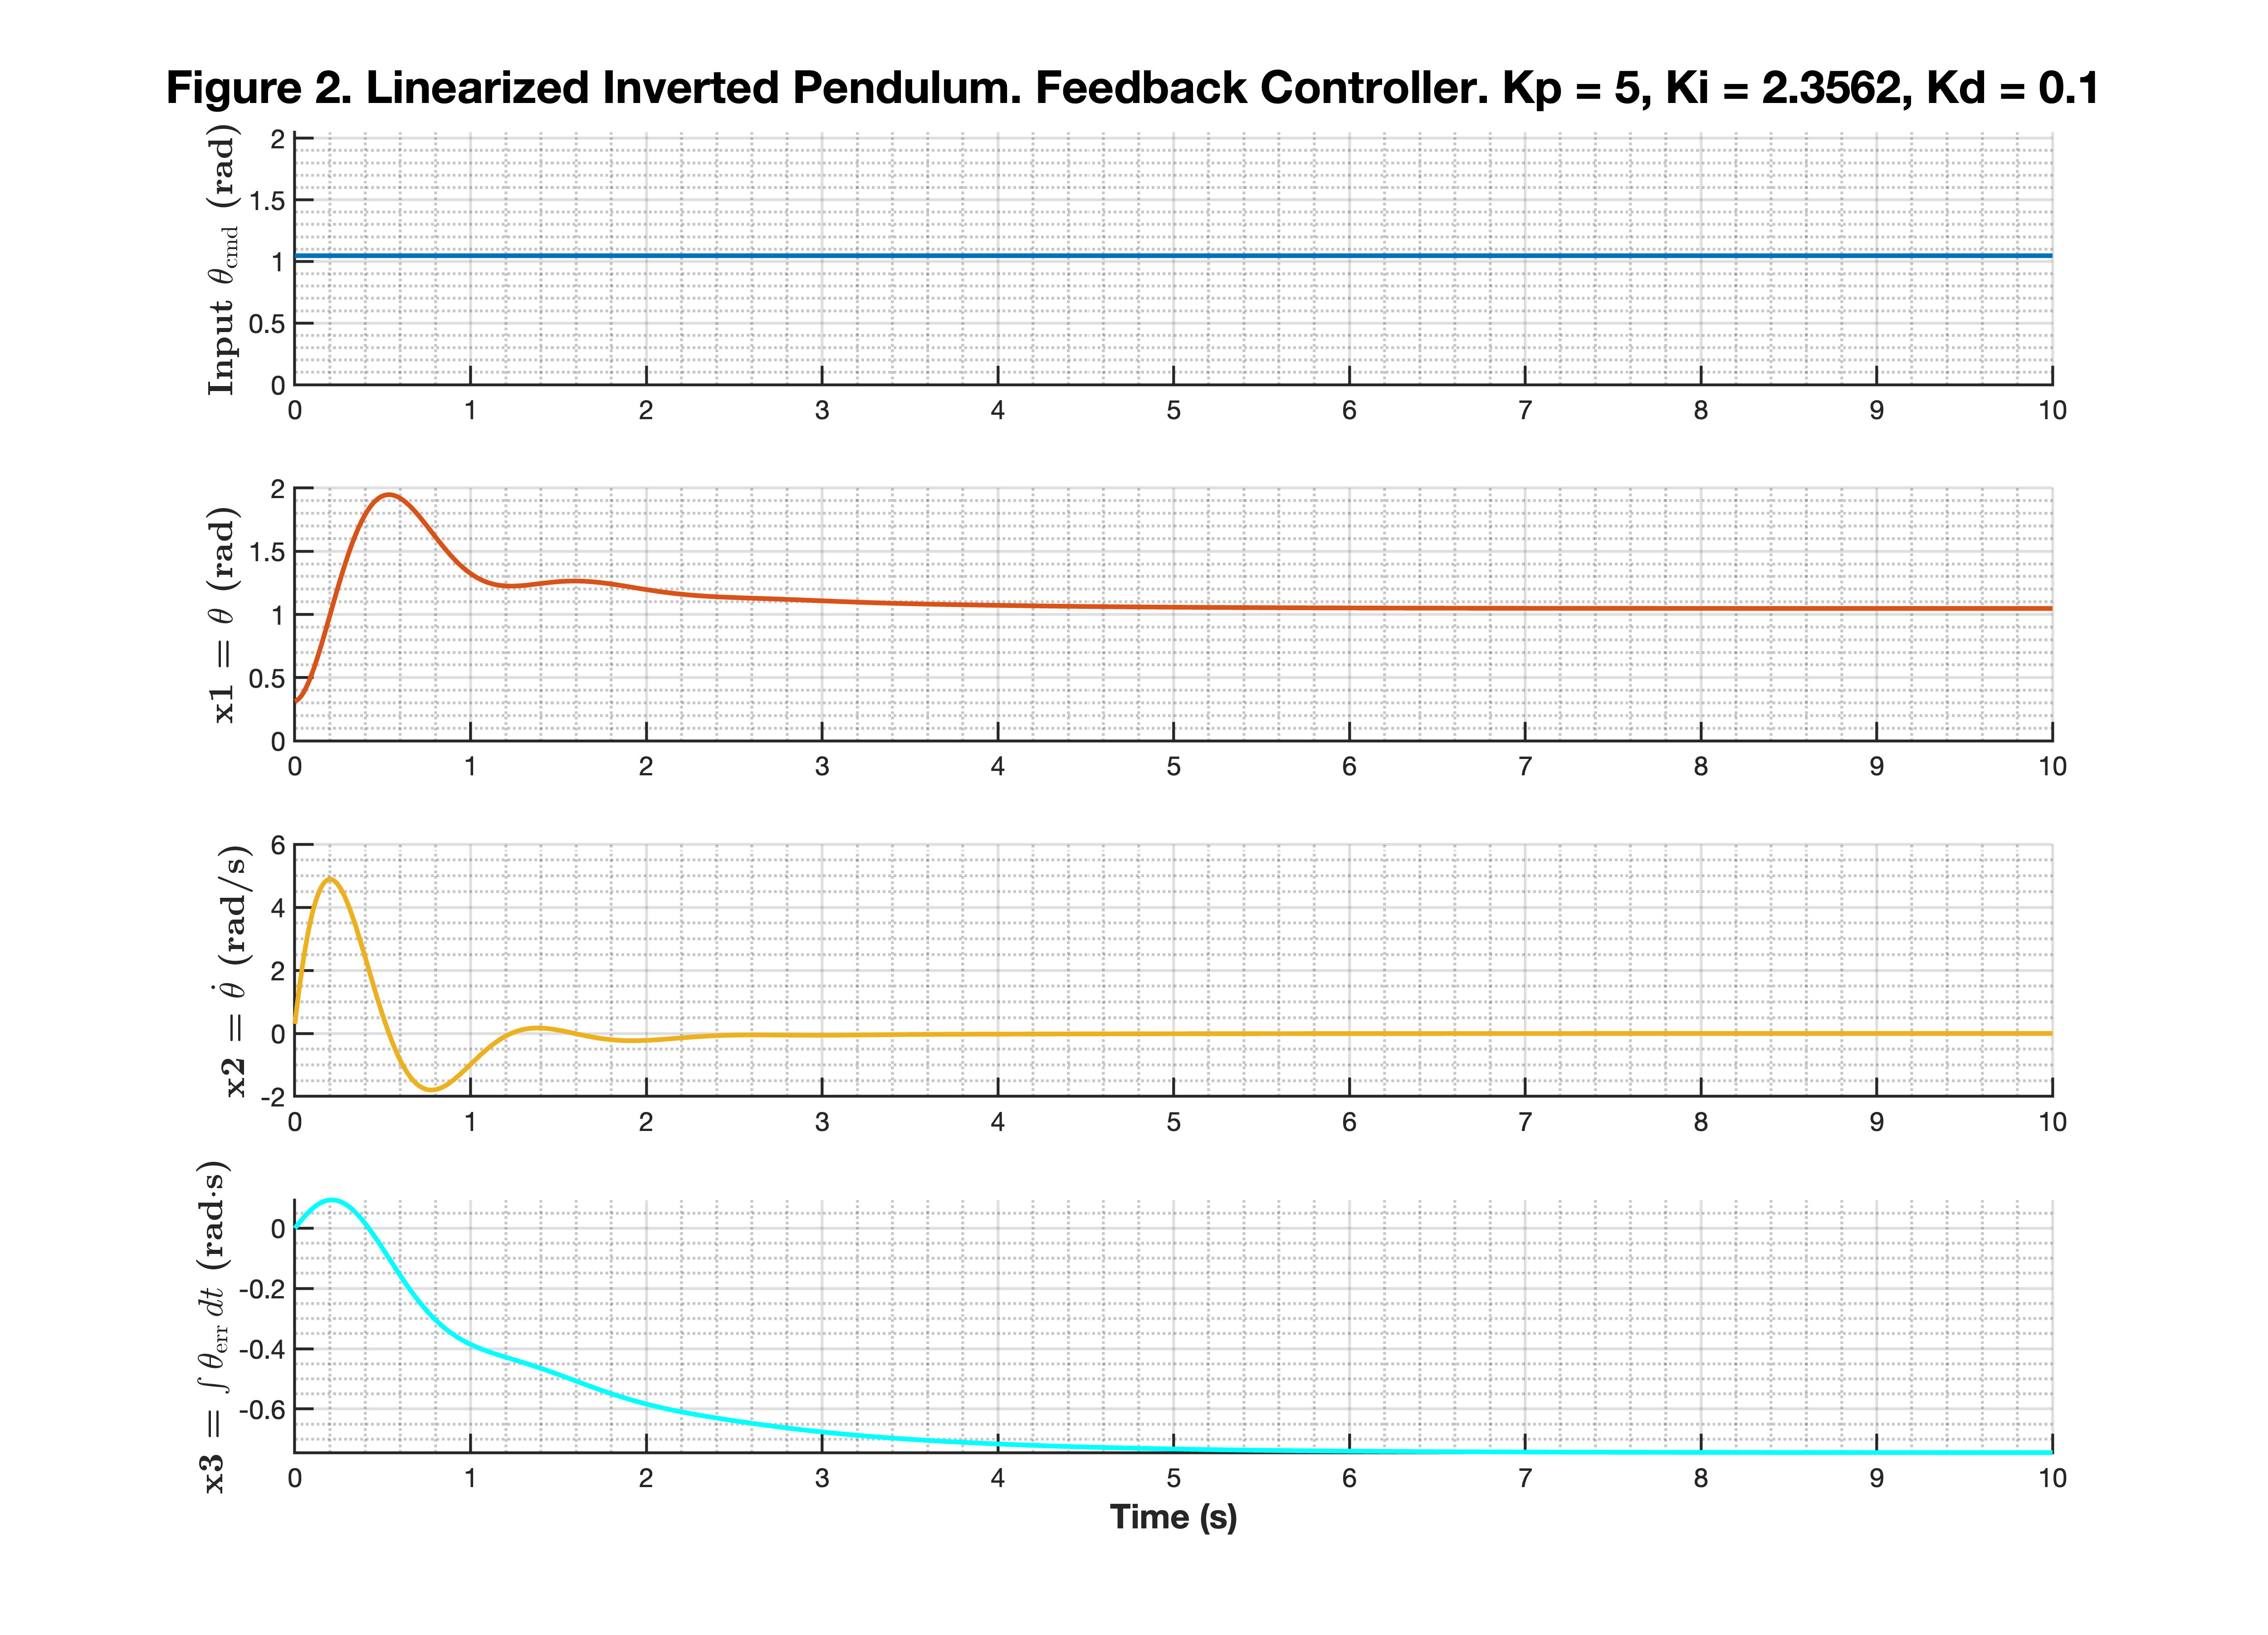 Figure 2. Linearized Inverted Pendulum. Feedback Controller. Kp = 5, Ki = 2.3562, Kd = 0.1
Input θcmd (rad)
2
1.5
1
0.5
0
0 1 2 3 4 5 6 7 8 9 10
x1 = θ (rad)
2
1.5
1
0.5
0
0 1 2 3 4 5 6 7 8 9 10
x2 = θ̇ (rad/s)
6
4
2
0
-2
0 1 2 3 4 5 6 7 8 9 10
x3 = ∫ θerr dt (rad·s)
0
-0.2
-0.4
-0.6
0 1 2 3 4 5 6 7 8 9 10
Time (s)